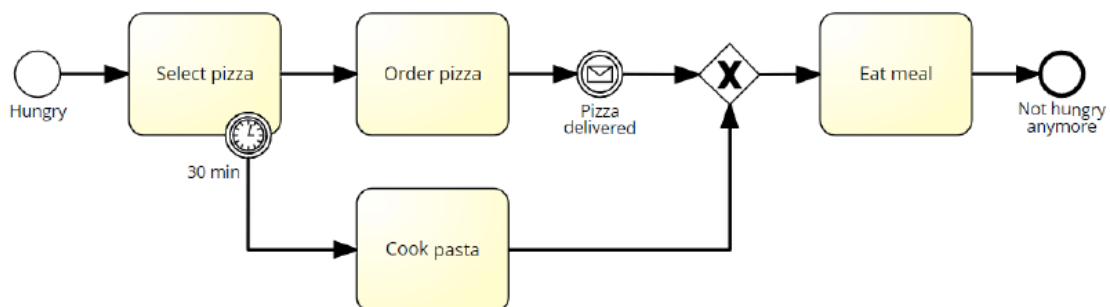 Select pizza
Order pizza
X
Eat meal
Hungry
Pizza
delivered
Not hungry
anymore
30 min
Cook pasta